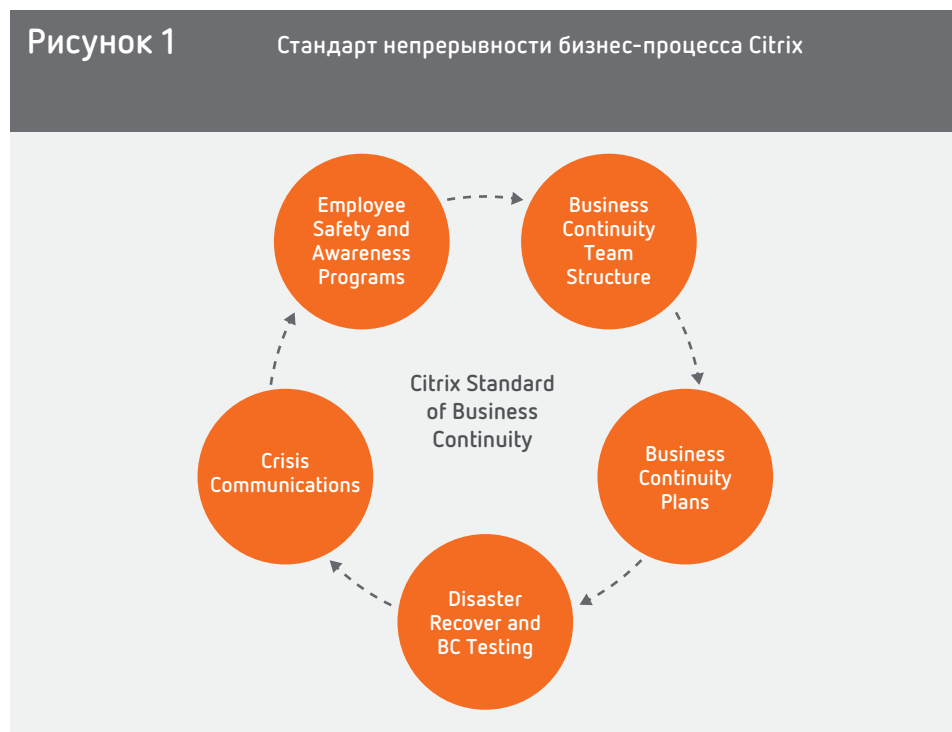 Рисунок 1
Стандарт непрерывности бизнес-процесса Citrix
Employee
Safety and
Awareness
Programs
Business
Continuity
Team
Structure
Citrix Standard
of Business
Continuity
Crisis
Communications
Business
Continuity
Plans
Disaster
Recover and
BC Testing